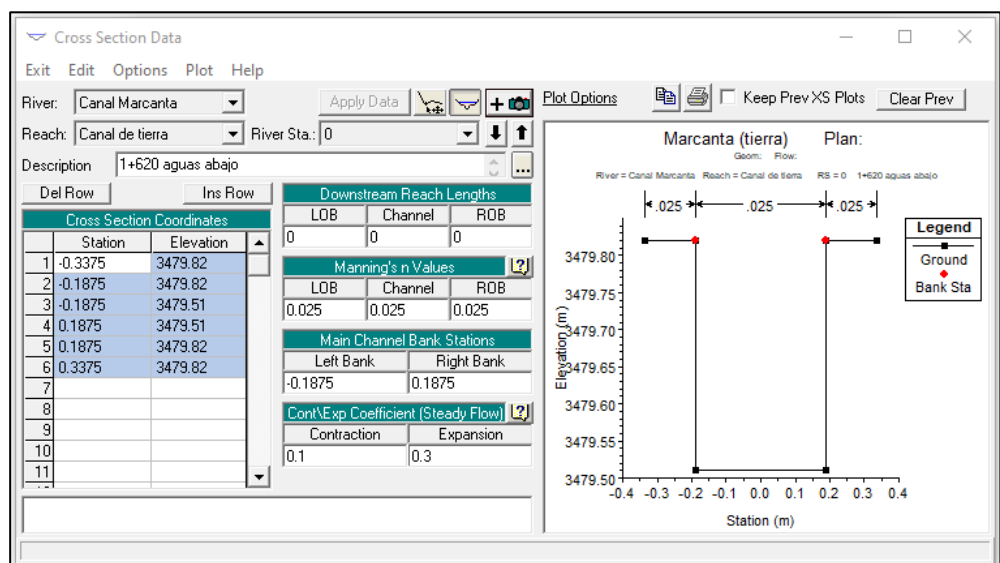 Cross Section Data
Exit Edit Options Plot Help
River: Canal Marcanta Apply Data
Reach: Canal de tierra River Sta.: 0
Description 1+620 aguas abajo ...
Del Row Ins Row
Cross Section Coordinates
Station Elevation
1 -0.3375 3479.82
2 -0.1875 3479.82
3 -0.1875 3479.51
4 0.1875 3479.51
5 0.1875 3479.82
6 0.3375 3479.82
7
8
9
10
11
Downstream Reach Lengths
LOB Channel ROB
0 0 0
Manning's n Values ?
LOB Channel ROB
0.025 0.025 0.025
Main Channel Bank Stations
Left Bank Right Bank
-0.1875 0.1875
Cont\Exp Coefficient (Steady Flow) ?
Contraction Expansion
0.1 0.3
Plot Options Keep Prev XS Plots Clear Prev
Marcanta (tierra) Plan:
Geom: Flow:
River = Canal Marcanta Reach = Canal de tierra RS = 0 1+620 aguas abajo
.025 .025 .025
Legend
Ground
Bank Sta
Elevation (m)
3479.80
3479.75
3479.70
3479.65
3479.60
3479.55
3479.50
-0.4 -0.3 -0.2 -0.1 0.0 0.1 0.2 0.3 0.4
Station (m)